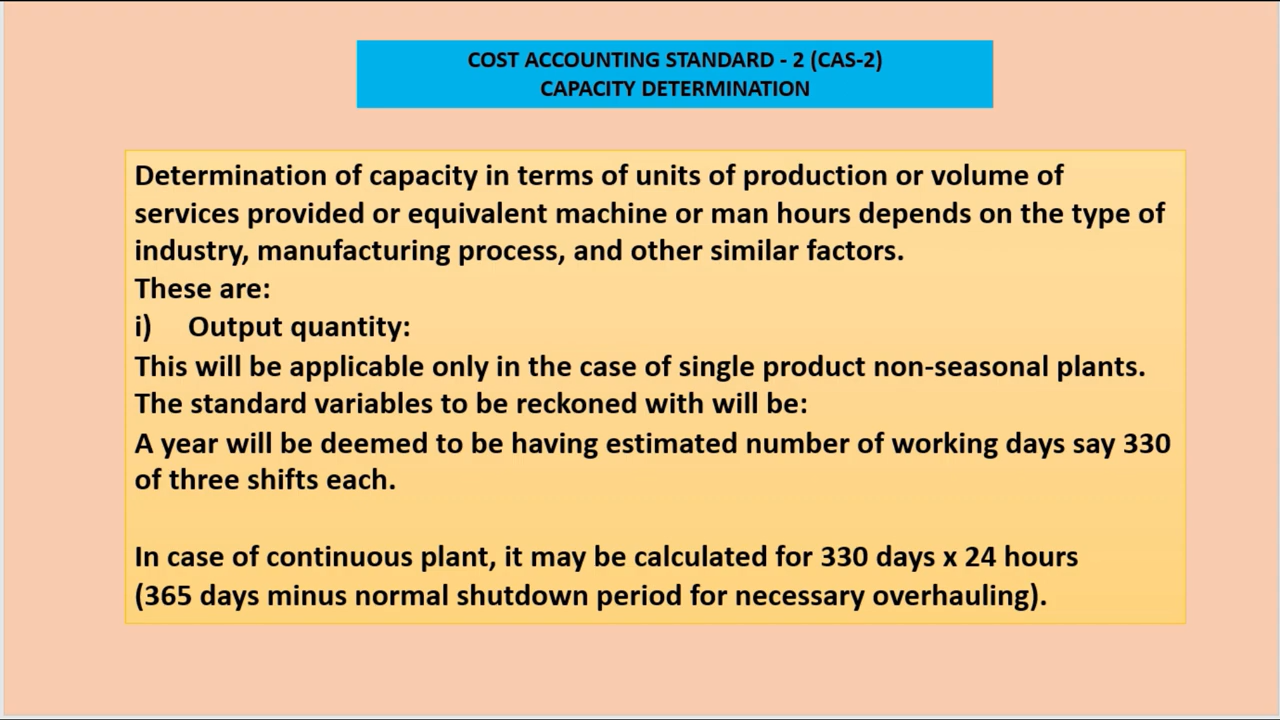 COST ACCOUNTING STANDARD - 2 (CAS-2)
CAPACITY DETERMINATION
Determination of capacity in terms of units of production or volume of
services provided or equivalent machine or man hours depends on the type of
industry, manufacturing process, and other similar factors.
These are:
i) Output quantity:
This will be applicable only in the case of single product non-seasonal plants.
The standard variables to be reckoned with will be:
A year will be deemed to be having estimated number of working days say 330
of three shifts each.
In case of continuous plant, it may be calculated for 330 days x 24 hours
(365 days minus normal shutdown period for necessary overhauling).